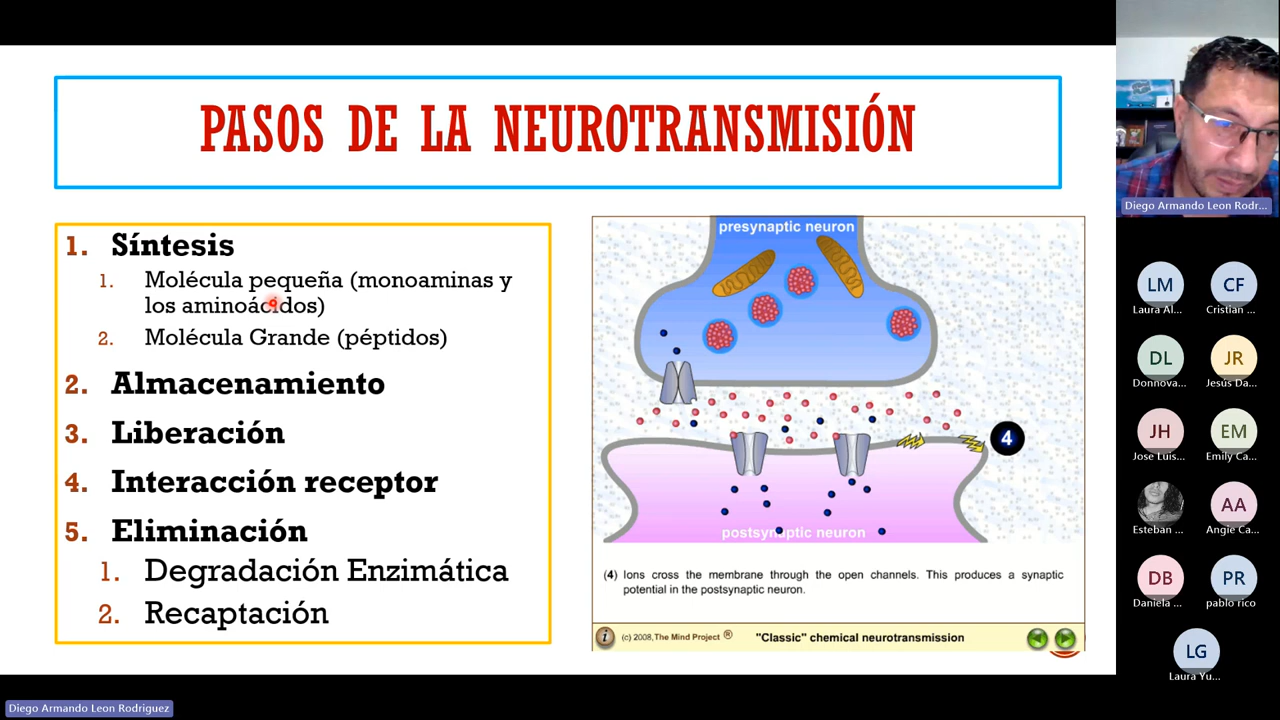 PASOS DE LA NEUROTRANSMISIÓN
1. Síntesis
1. Molécula pequeña (monoaminas y
los aminoácidos)
2. Molécula Grande (péptidos)
2. Almacenamiento
3. Liberación
4. Interacción receptor
5. Eliminación
1. Degradación Enzimática
2. Recaptación
presynaptic neuron
4
postsynaptic neuron
(4) Ions cross the membrane through the open channels. This produces a synaptic
potential in the postsynaptic neuron.
i (c) 2008, The Mind Project ® "Classic" chemical neurotransmission
Diego Armando Leon Rodr...
LM CF
Laura Al... Cristian ...
DL JR
Donnova... Jesús Da...
JH EM
Jose Luis... Emily Ca...
AA
Esteban ... Angie Ca...
DB PR
Daniela ... pablo rico
LG
Laura Yu...
Diego Armando Leon Rodriguez